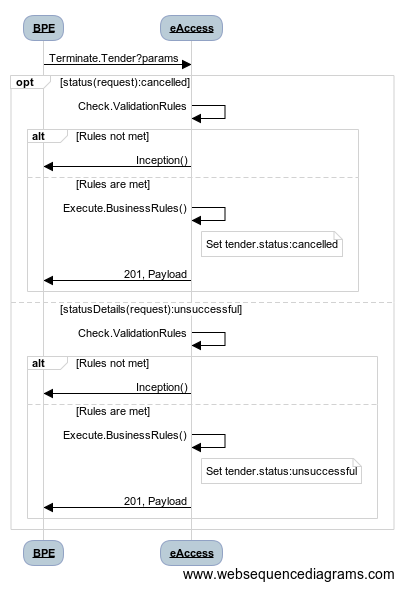 BPE
eAccess
Terminate.Tender?params
opt
[status(request):cancelled]
Check.ValidationRules
alt
[Rules not met]
Inception()
[Rules are met]
Execute.BusinessRules()
Set tender.status:cancelled
201, Payload
[statusDetails(request):unsuccessful]
Check.ValidationRules
alt
[Rules not met]
Inception()
[Rules are met]
Execute.BusinessRules()
Set tender.status:unsuccessful
201, Payload
BPE
eAccess
www.websequencediagrams.com